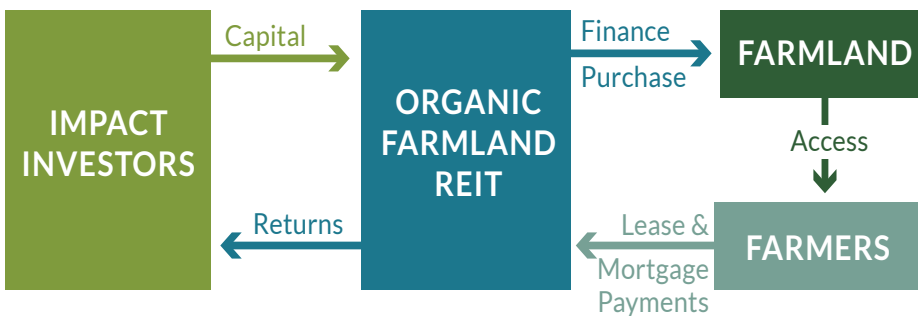 IMPACT
INVESTORS
Capital
Returns
ORGANIC
FARMLAND
REIT
Finance
Purchase
FARMLAND
Access
FARMERS
Lease &
Mortgage
Payments